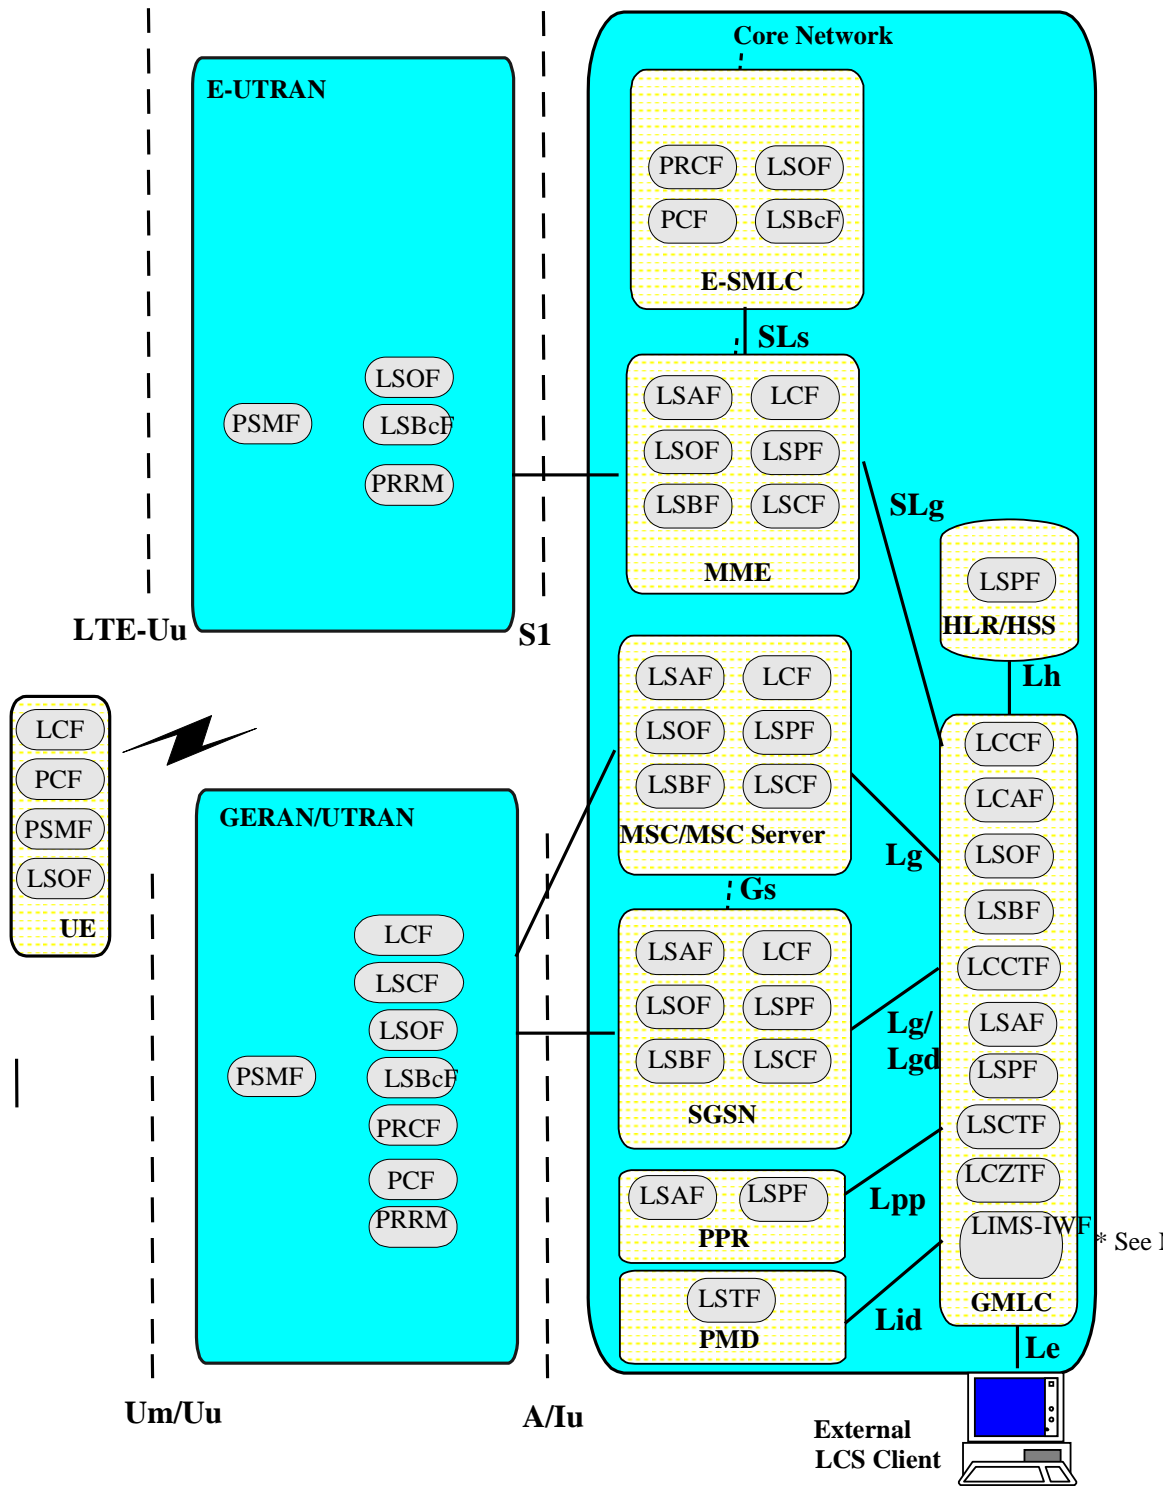 Core Network
E-UTRAN
PRCF LSOF
PCF LSBcF
E-SMLC
SLs
LSOF
PSMF LSBcF
PRRM
LSAF LCF
LSOF LSPF
LSBF LSCF
MME
SLg
LSPF
HLR/HSS
Lh
LTE-Uu
S1
LCF
PCF
PSMF
LSOF
UE
LSAF LCF
LSOF LSPF
LSBF LSCF
MSC/MSC Server
Lg
Gs
GERAN/UTRAN
LCF
LSCF
LSOF
PSMF LSBcF
PRCF
PCF
PRRM
LSAF LCF
LSOF LSPF
LSBF LSCF
SGSN
Lg/
Lgd
LSAF LSPF
PPR
Lpp
LSTF
PMD
Lid
LCCF
LCAF
LSOF
LSBF
LCCTF
LSAF
LSPF
LSCTF
LCZTF
LIMS-IWF
* See
GMLC
Le
Um/Uu
A/Iu
External
LCS Client